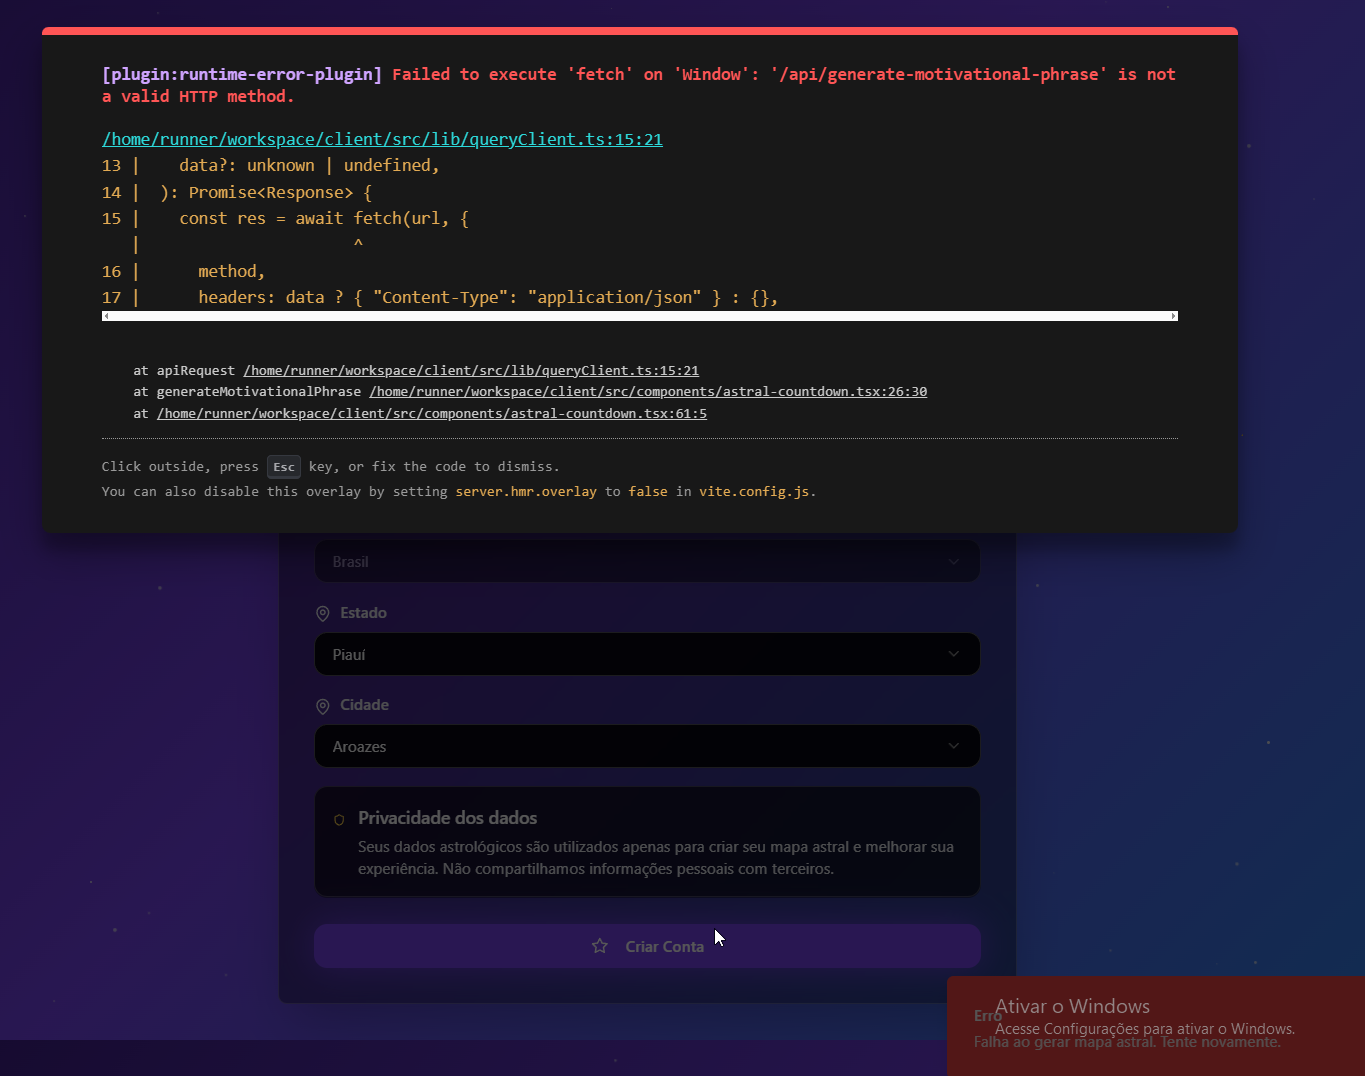 [plugin:runtime-error-plugin] Failed to execute 'fetch' on 'Window': '/api/generate-motivational-phrase' is not
a valid HTTP method.
/home/runner/workspace/client/src/lib/queryClient.ts:15:21
13 |    data?: unknown | undefined,
14 |  ): Promise<Response> {
15 |    const res = await fetch(url, {
   |                      ^
16 |      method,
17 |      headers: data ? { "Content-Type": "application/json" } : {},
at apiRequest /home/runner/workspace/client/src/lib/queryClient.ts:15:21
at generateMotivationalPhrase /home/runner/workspace/client/src/components/astral-countdown.tsx:26:30
at /home/runner/workspace/client/src/components/astral-countdown.tsx:61:5
Click outside, press Esc key, or fix the code to dismiss.
You can also disable this overlay by setting server.hmr.overlay to false in vite.config.js.
Brasil
Estado
Piauí
Cidade
Aroazes
Privacidade dos dados
Seus dados astrológicos são utilizados apenas para criar seu mapa astral e melhorar sua
experiência. Não compartilhamos informações pessoais com terceiros.
Criar Conta
Ativar o Windows
Erro
Acesse Configurações para ativar o Windows.
Falha ao gerar mapa astral. Tente novamente.